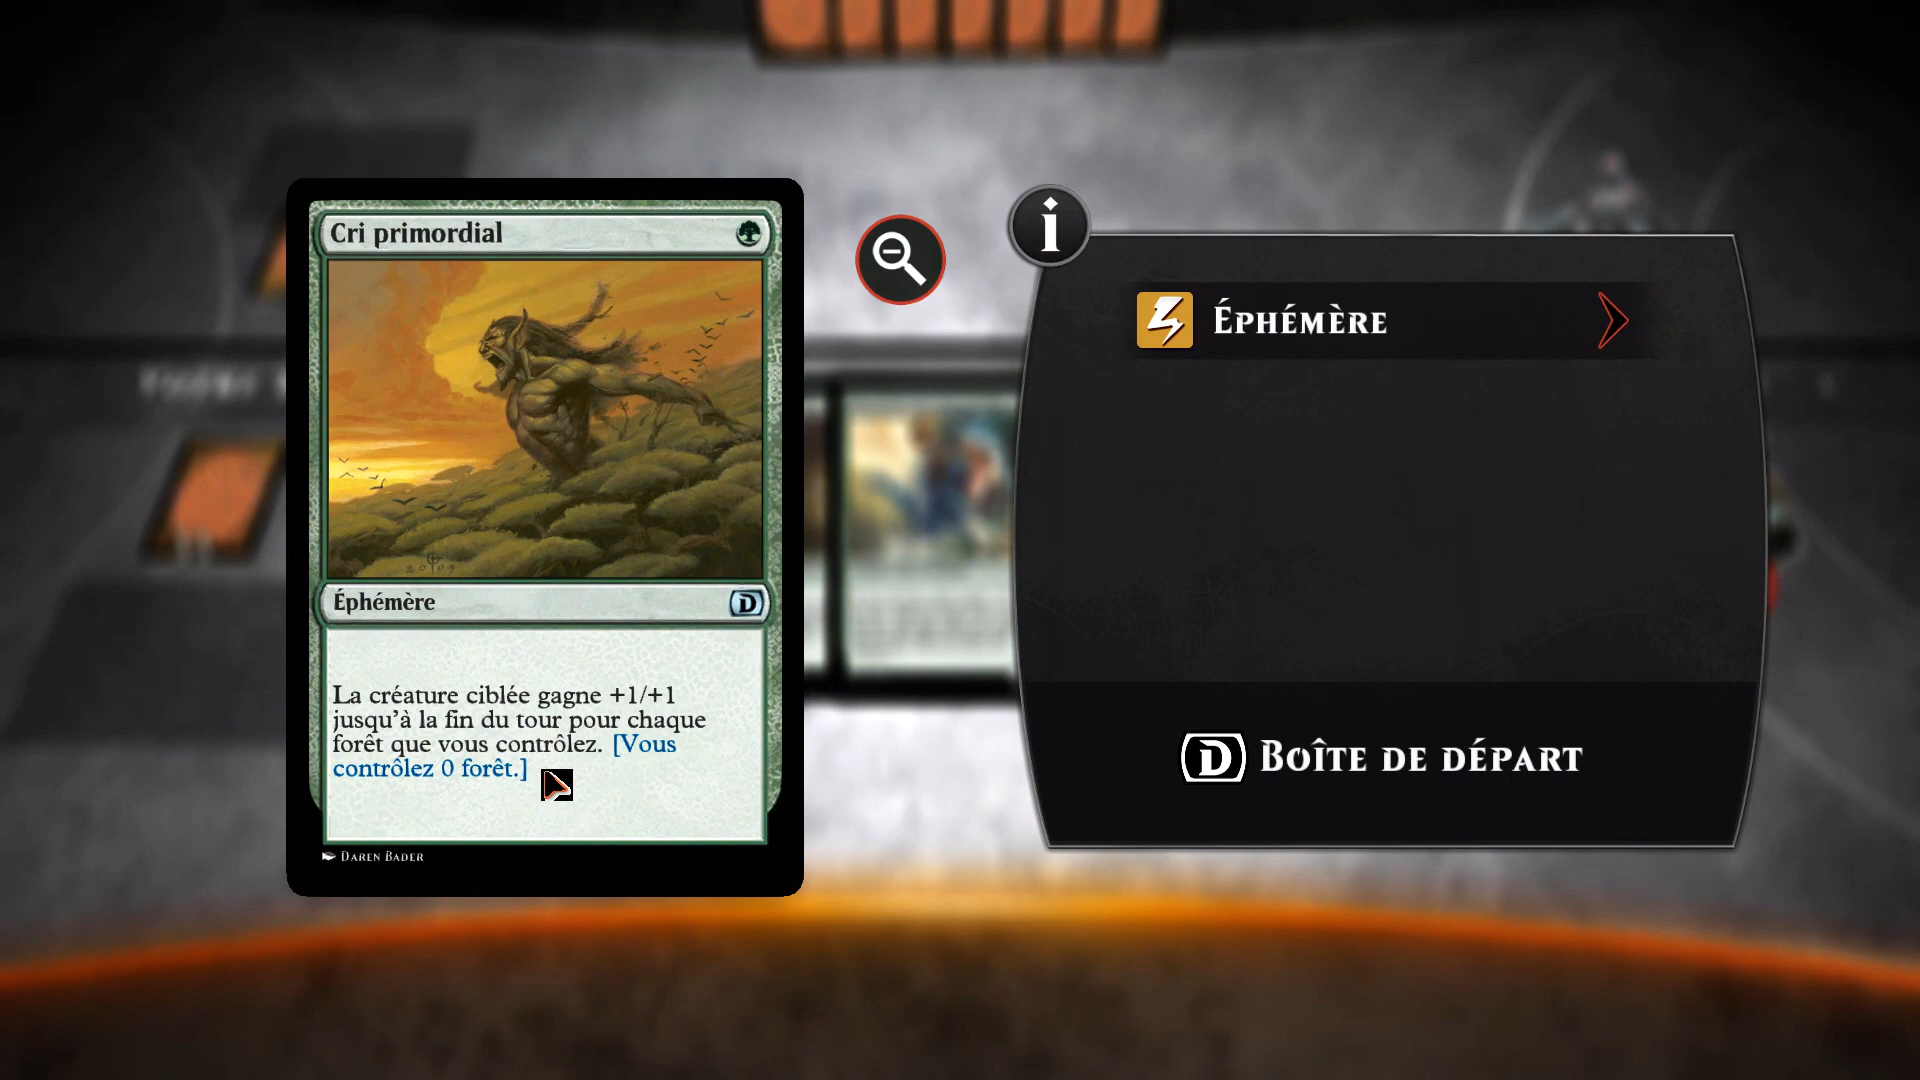 Cri primordial
2009
Éphémère
D
La créature ciblée gagne +1/+1
jusqu'à la fin du tour pour chaque
forêt que vous contrôlez. [Vous
contrôlez 0 forêt.]
DAREN BADER
i
ÉPHÉMÈRE
D BOÎTE DE DÉPART